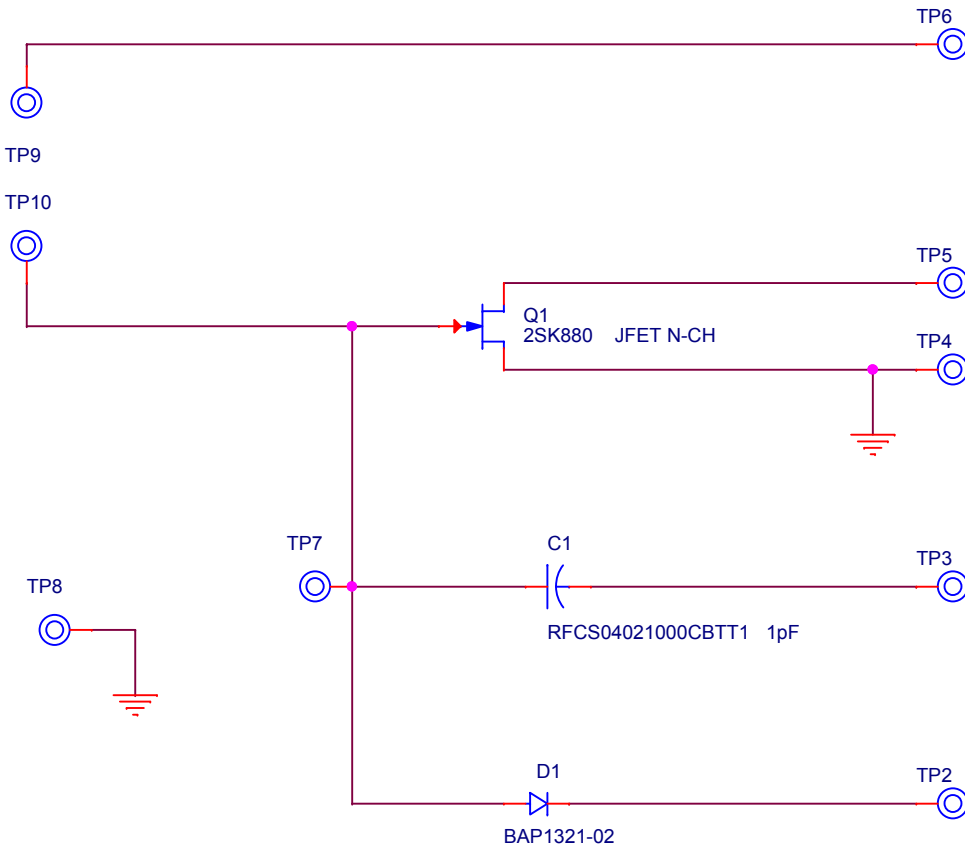 TP6
TP9
TP10
TP5
Q1
2SK880 JFET N-CH
TP4
TP7
C1
TP3
TP8
RFCS04021000CBTT1 1pF
D1
TP2
BAP1321-02